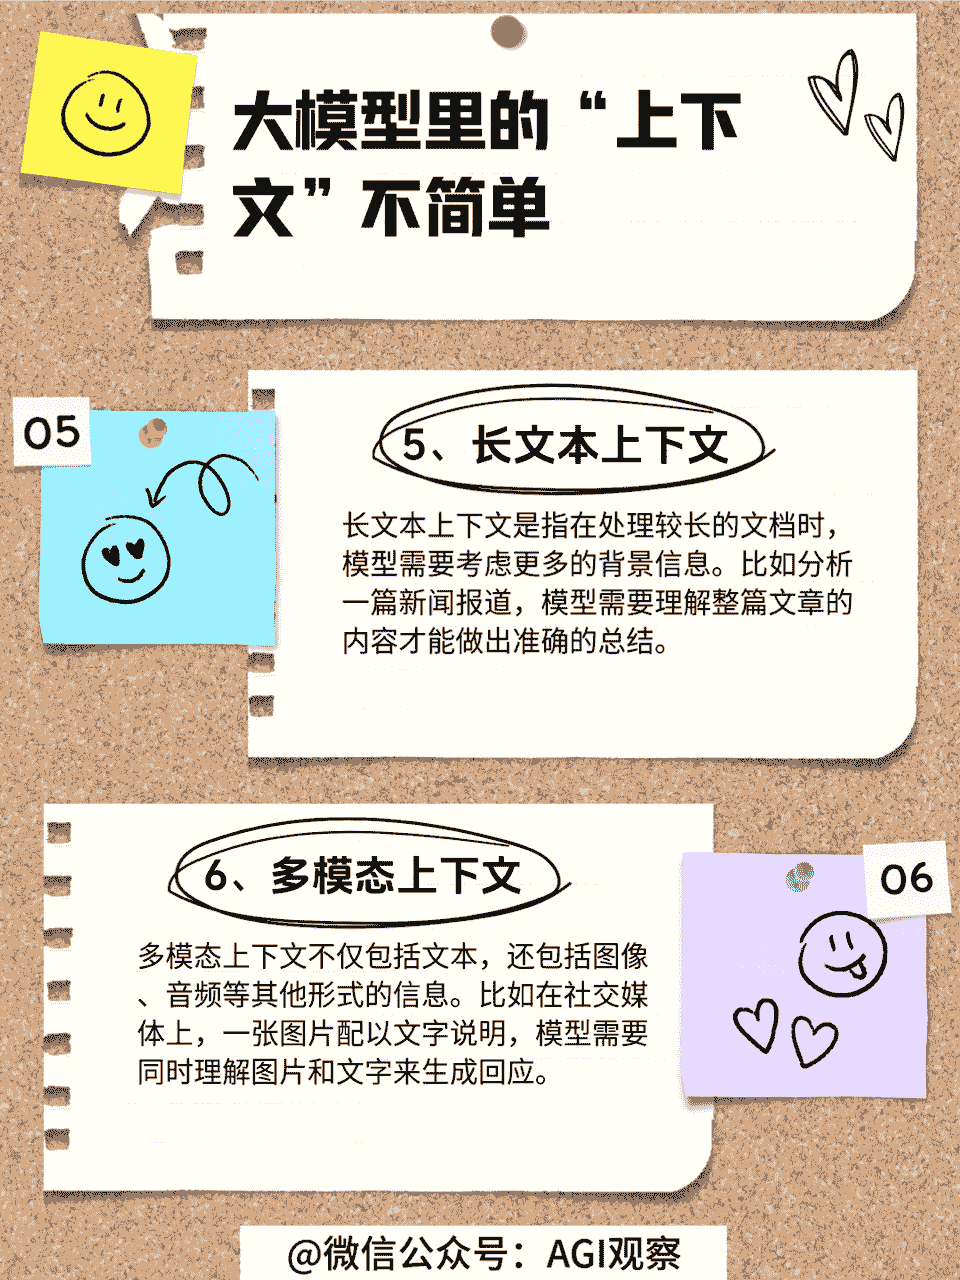 大模型里的“上下
文”不简单
05
5、长文本上下文
长文本上下文是指在处理较长的文档时，
模型需要考虑更多的背景信息。比如分析
一篇新闻报道，模型需要理解整篇文章的
内容才能做出准确的总结。
6、多模态上下文
06
多模态上下文不仅包括文本，还包括图像
、音频等其他形式的信息。比如在社交媒
体上，一张图片配以文字说明，模型需要
同时理解图片和文字来生成回应。
@微信公众号：AGI观察